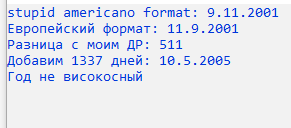 stupid americano format: 9.11.2001
Европейский формат: 11.9.2001
Разница с моим ДР: 511
Добавим 1337 дней: 10.5.2005
Год не високосный